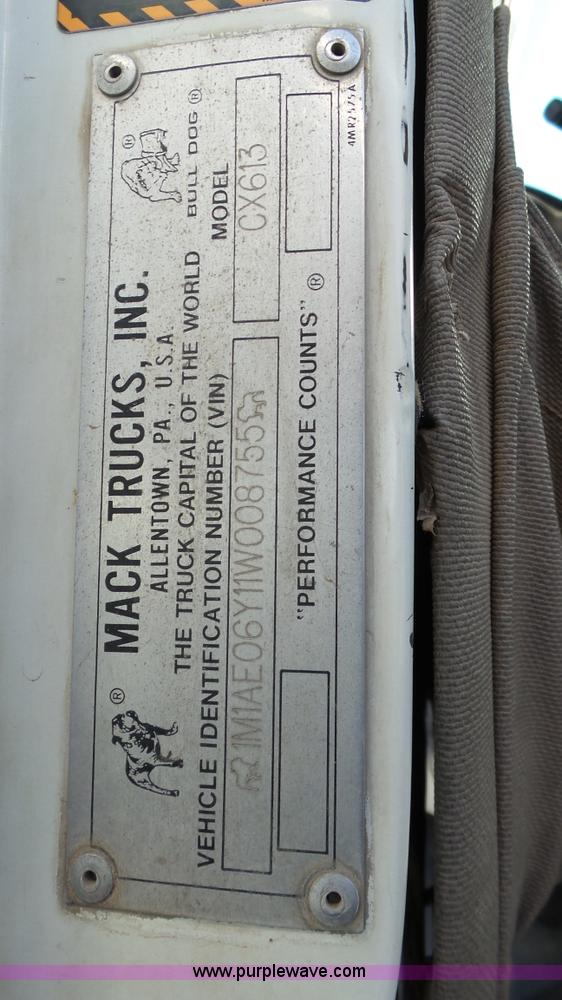 MACK TRUCKS, INC.
ALLENTOWN, PA., U.S.A.
THE TRUCK CAPITAL OF THE WORLD
BULL DOG ®
VEHICLE IDENTIFICATION NUMBER (VIN)
MODEL
1M1AE06Y11W008755
CX613
"PERFORMANCE COUNTS" ®
4MR2575A
www.purplewave.com